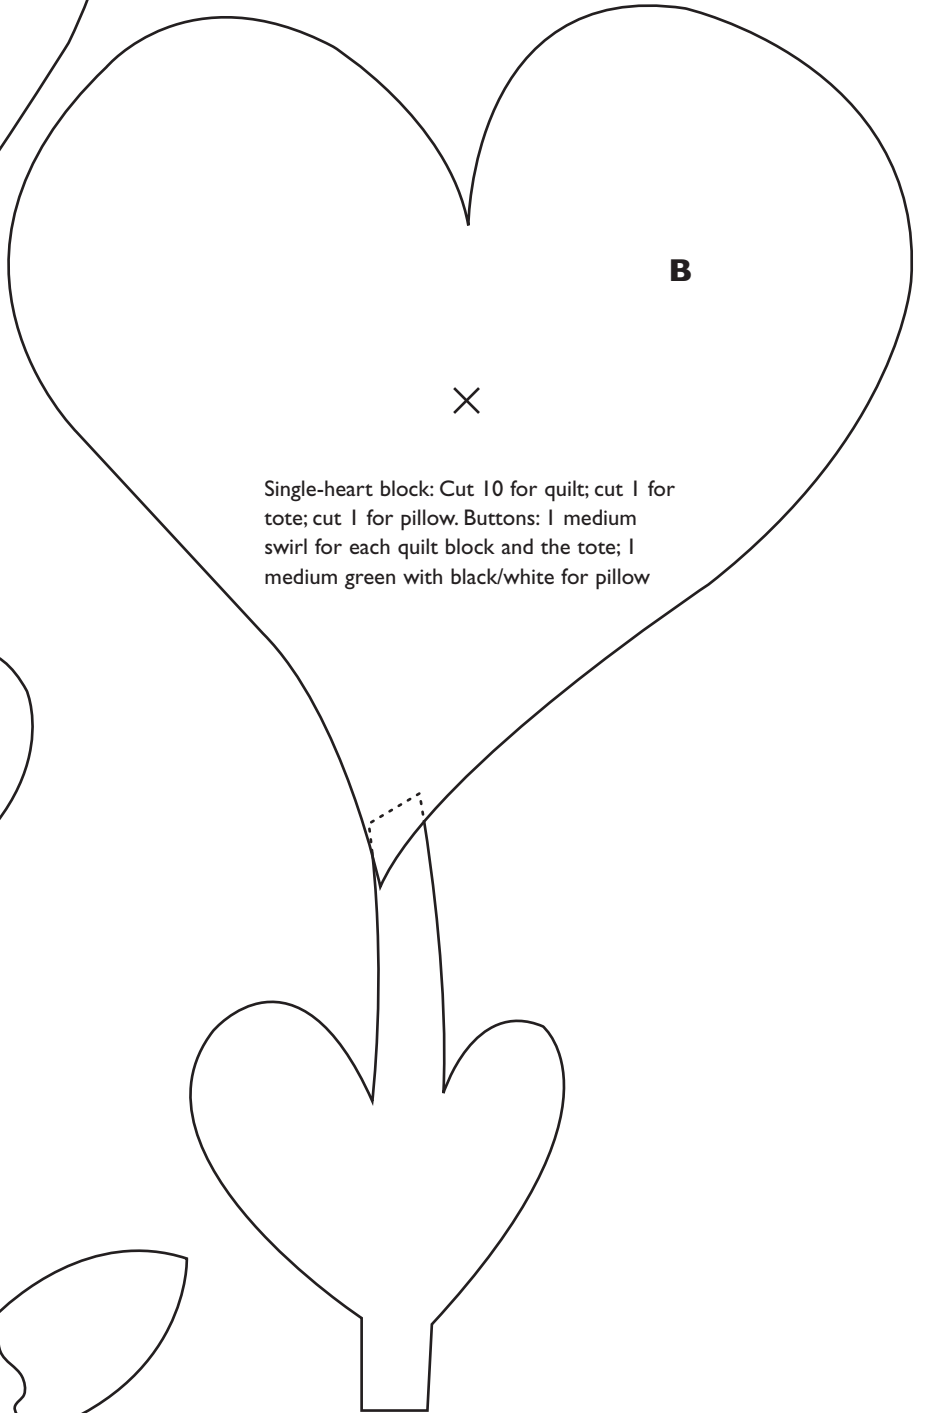 B
Single-heart block: Cut 10 for quilt; cut 1 for
tote; cut 1 for pillow. Buttons: 1 medium
swirl for each quilt block and the tote; 1
medium green with black/white for pillow